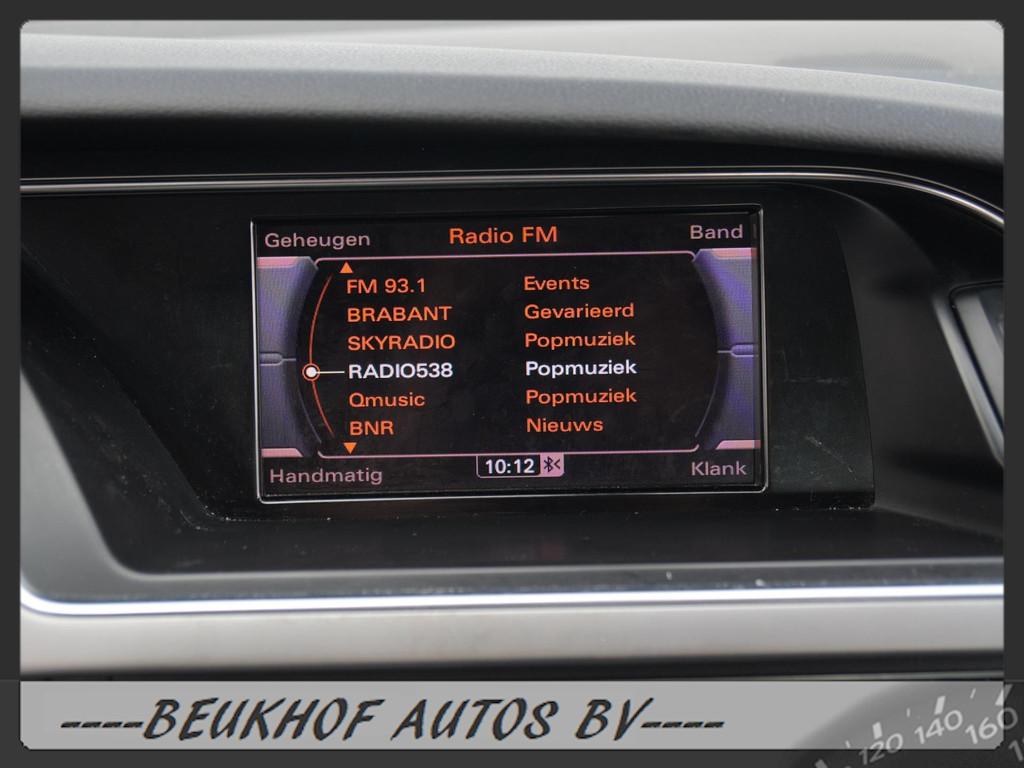 Geheugen Radio FM Band
FM 93.1 Events
BRABANT Gevarieerd
SKYRADIO Popmuziek
RADIO538 Popmuziek
Qmusic Popmuziek
BNR Nieuws
Handmatig 10:12 Klank
----BEUKHOF AUTOS BV----
120 140 160